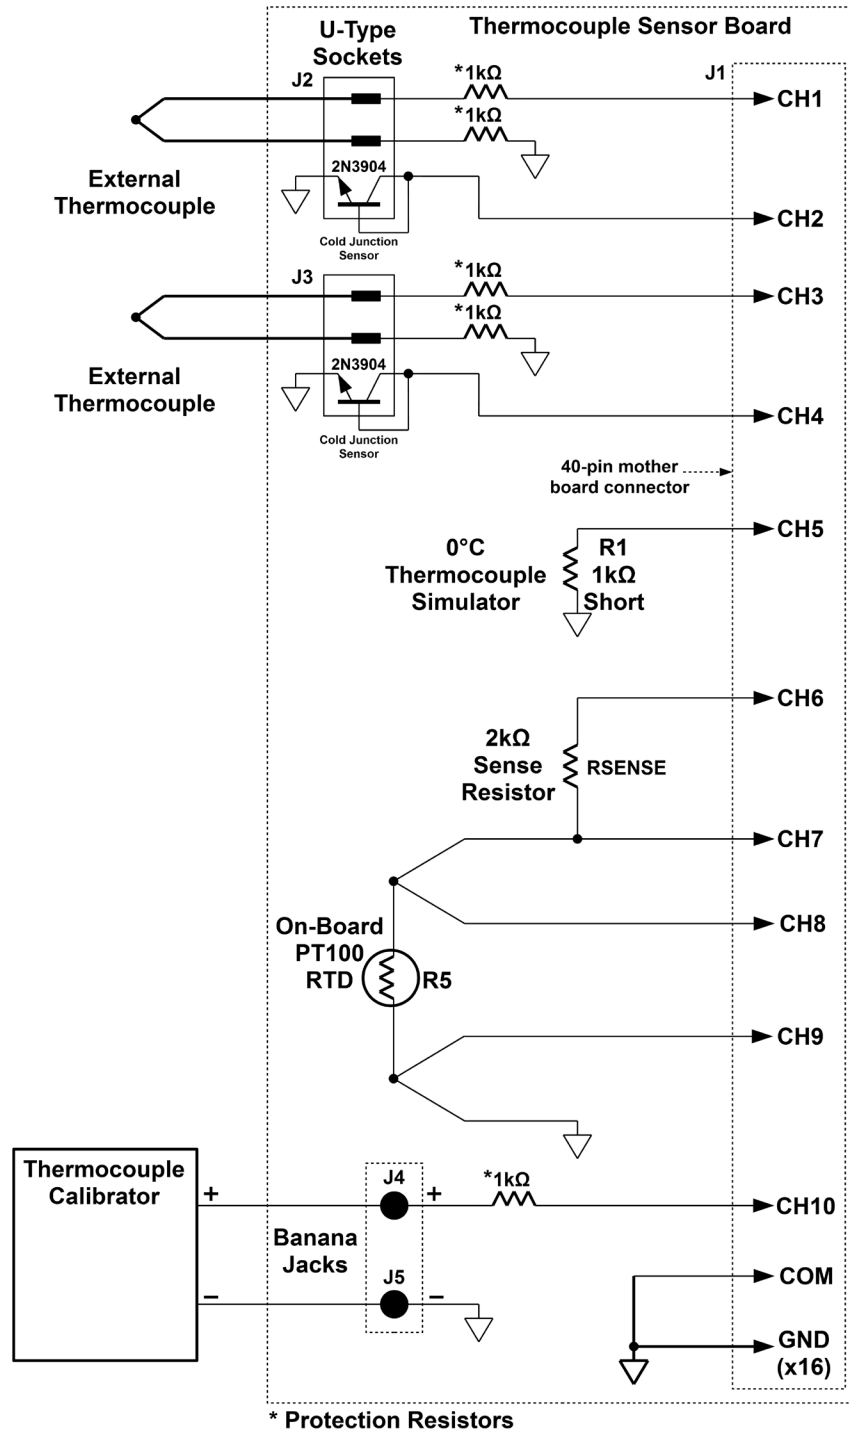 Thermocouple Sensor Board
U-Type
Sockets
J2
*1kΩ
J1
CH1
*1kΩ
2N3904
External
Thermocouple
CH2
Cold Junction
Sensor
J3
*1kΩ
CH3
*1kΩ
2N3904
External
Thermocouple
CH4
Cold Junction
Sensor
40-pin mother
board connector
CH5
0°C
Thermocouple
Simulator
R1
1kΩ
Short
CH6
2kΩ
Sense
Resistor
RSENSE
CH7
CH8
On-Board
PT100
RTD
R5
CH9
Thermocouple
Calibrator
+
J4
+
*1kΩ
CH10
Banana
Jacks
–
J5
–
COM
GND
(x16)
* Protection Resistors